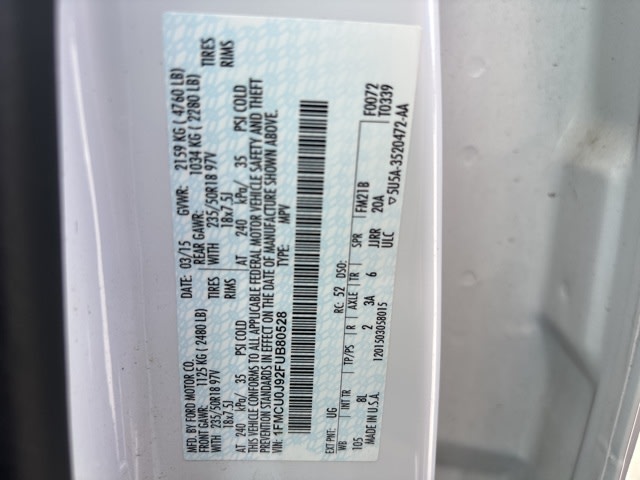 MFD. BY FORD MOTOR CO. DATE: 03/15 GVWR: 2159 KG ( 4760 LB)
FRONT GAWR: 1125 KG ( 2480 LB) REAR GAWR: 1034 KG ( 2280 LB)
WITH 235/50R18 97V TIRES WITH 235/50R18 97V TIRES
18x7.5J RIMS 18x7.5J RIMS
AT 240 kPa/ 35 PSI COLD AT 240 kPa/ 35 PSI COLD
THIS VEHICLE CONFORMS TO ALL APPLICABLE FEDERAL MOTOR VEHICLE SAFETY AND THEFT
PREVENTION STANDARDS IN EFFECT ON THE DATE OF MANUFACTURE SHOWN ABOVE.
VIN: 1FMCU0J92FUB80528
TYPE: MPV
F0072
T0339
EXT PNT: UG RC: 52 DSO: FM21B
WB INT TR TP/PS R AXLE TR SPR
105 8L 2 3A 6 JJRR 20A
MADE IN U.S.A. 1201503058015 ULC 5U5A-3520472-AA